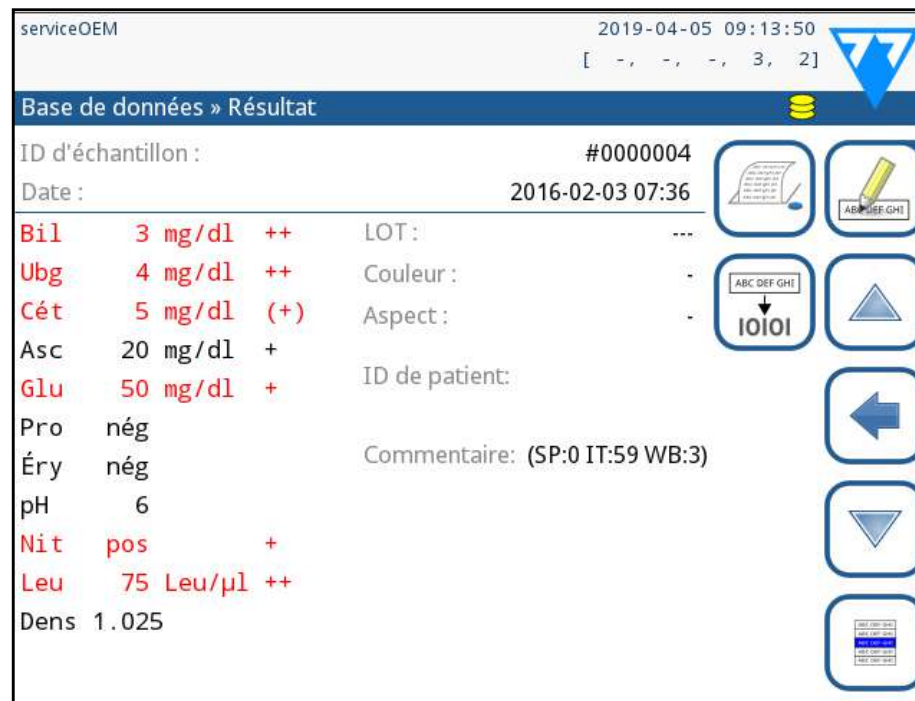 serviceOEM
2019-04-05 09:13:50
[ -, -, -, 3, 2]
Base de données » Résultat
ID d'échantillon : #0000004
Date : 2016-02-03 07:36
Bil 3 mg/dl ++
Ubg 4 mg/dl ++
Cét 5 mg/dl (+)
Asc 20 mg/dl +
Glu 50 mg/dl +
Pro nég
Éry nég
pH 6
Nit pos +
Leu 75 Leu/µl ++
Dens 1.025
LOT : ---
Couleur : -
Aspect : -
ID de patient:
Commentaire: (SP:0 IT:59 WB:3)
ABC DEF GHI
ABC DEF GHI
IOIOI